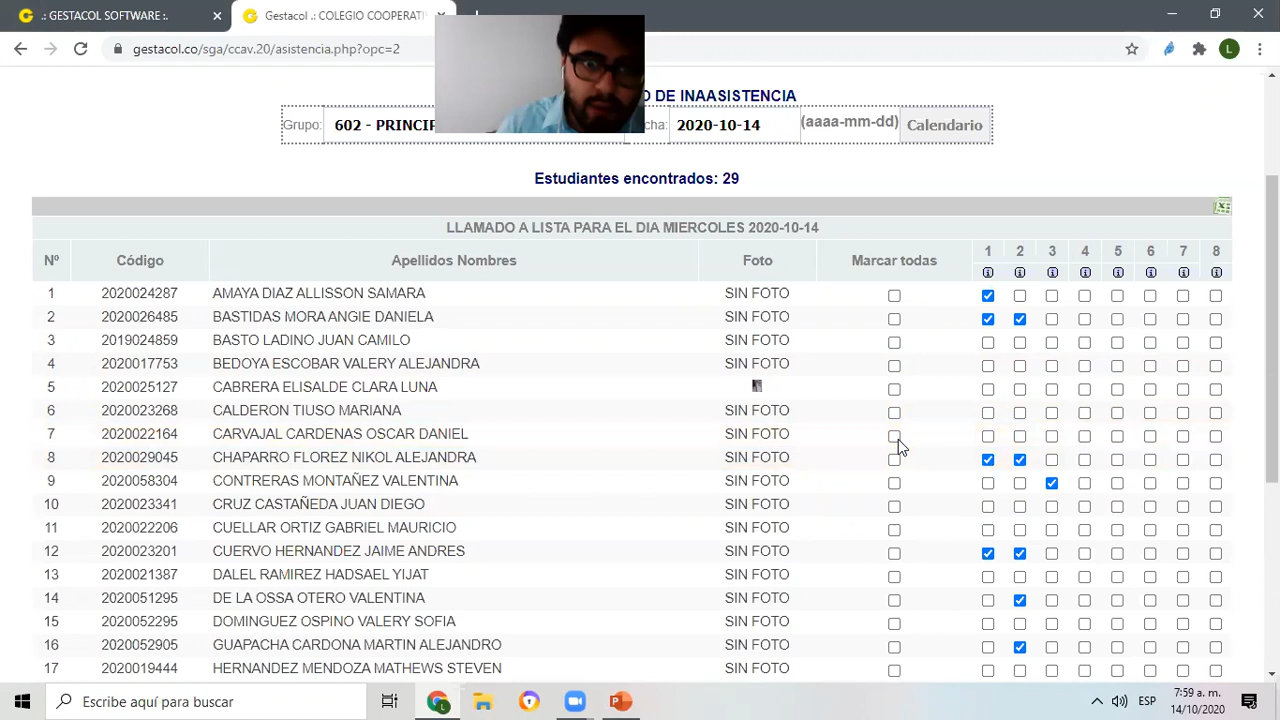 GESTACOL SOFTWARE :.
Gestacol .: COLEGIO COOPERATIV
gestacol.co/sga/ccav.20/asistencia.php?opc=2
L
O DE INAASISTENCIA
Grupo: 602 - PRINCIP cha: 2020-10-14 (aaaa-mm-dd) Calendario
Estudiantes encontrados: 29
LLAMADO A LISTA PARA EL DIA MIERCOLES 2020-10-14
Nº Código Apellidos Nombres Foto Marcar todas 1 2 3 4 5 6 7 8
1 2020024287 AMAYA DIAZ ALLISSON SAMARA SIN FOTO
2 2020026485 BASTIDAS MORA ANGIE DANIELA SIN FOTO
3 2019024859 BASTO LADINO JUAN CAMILO SIN FOTO
4 2020017753 BEDOYA ESCOBAR VALERY ALEJANDRA SIN FOTO
5 2020025127 CABRERA ELISALDE CLARA LUNA
6 2020023268 CALDERON TIUSO MARIANA SIN FOTO
7 2020022164 CARVAJAL CARDENAS OSCAR DANIEL SIN FOTO
8 2020029045 CHAPARRO FLOREZ NIKOL ALEJANDRA SIN FOTO
9 2020058304 CONTRERAS MONTAÑEZ VALENTINA SIN FOTO
10 2020023341 CRUZ CASTAÑEDA JUAN DIEGO SIN FOTO
11 2020022206 CUELLAR ORTIZ GABRIEL MAURICIO SIN FOTO
12 2020023201 CUERVO HERNANDEZ JAIME ANDRES SIN FOTO
13 2020021387 DALEL RAMIREZ HADSAEL YIJAT SIN FOTO
14 2020051295 DE LA OSSA OTERO VALENTINA SIN FOTO
15 2020052295 DOMINGUEZ OSPINO VALERY SOFIA SIN FOTO
16 2020052905 GUAPACHA CARDONA MARTIN ALEJANDRO SIN FOTO
17 2020019444 HERNANDEZ MENDOZA MATHEWS STEVEN SIN FOTO
Escribe aquí para buscar
ESP
7:59 a. m.
14/10/2020